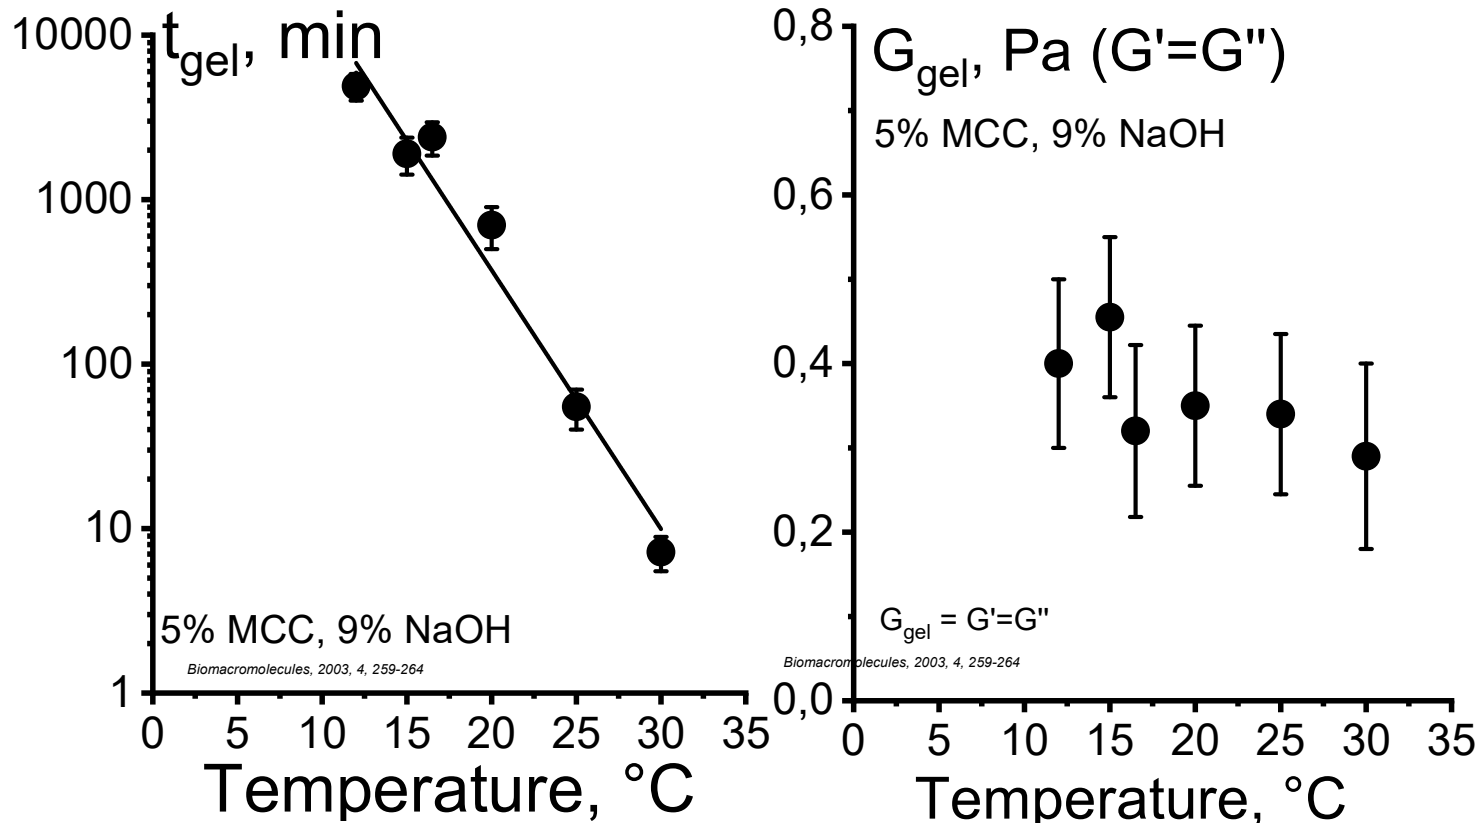 t_gel, min
10000
1000
100
10
1
5% MCC, 9% NaOH
Biomacromolecules, 2003, 4, 259-264
0 5 10 15 20 25 30 35
Temperature, °C
G_gel, Pa (G'=G")
5% MCC, 9% NaOH
0,8
0,6
0,4
0,2
0,0
G_gel = G'=G"
Biomacromolecules, 2003, 4, 259-264
0 5 10 15 20 25 30 35
Temperature, °C